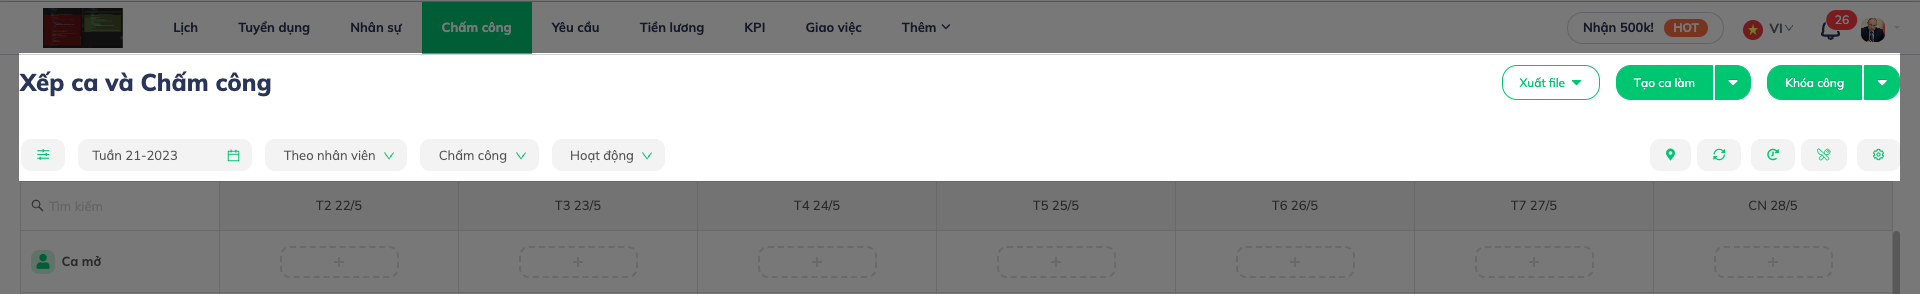 Lịch Tuyển dụng Nhân sự Chấm công Yêu cầu Tiền lương KPI Giao việc Thêm Nhận 500k! HOT VI 26
Xếp ca và Chấm công Xuất file Tạo ca làm Khóa công
Tuần 21-2023 Theo nhân viên Chấm công Hoạt động
Tìm kiếm T2 22/5 T3 23/5 T4 24/5 T5 25/5 T6 26/5 T7 27/5 CN 28/5
Ca mở + + + + + + +